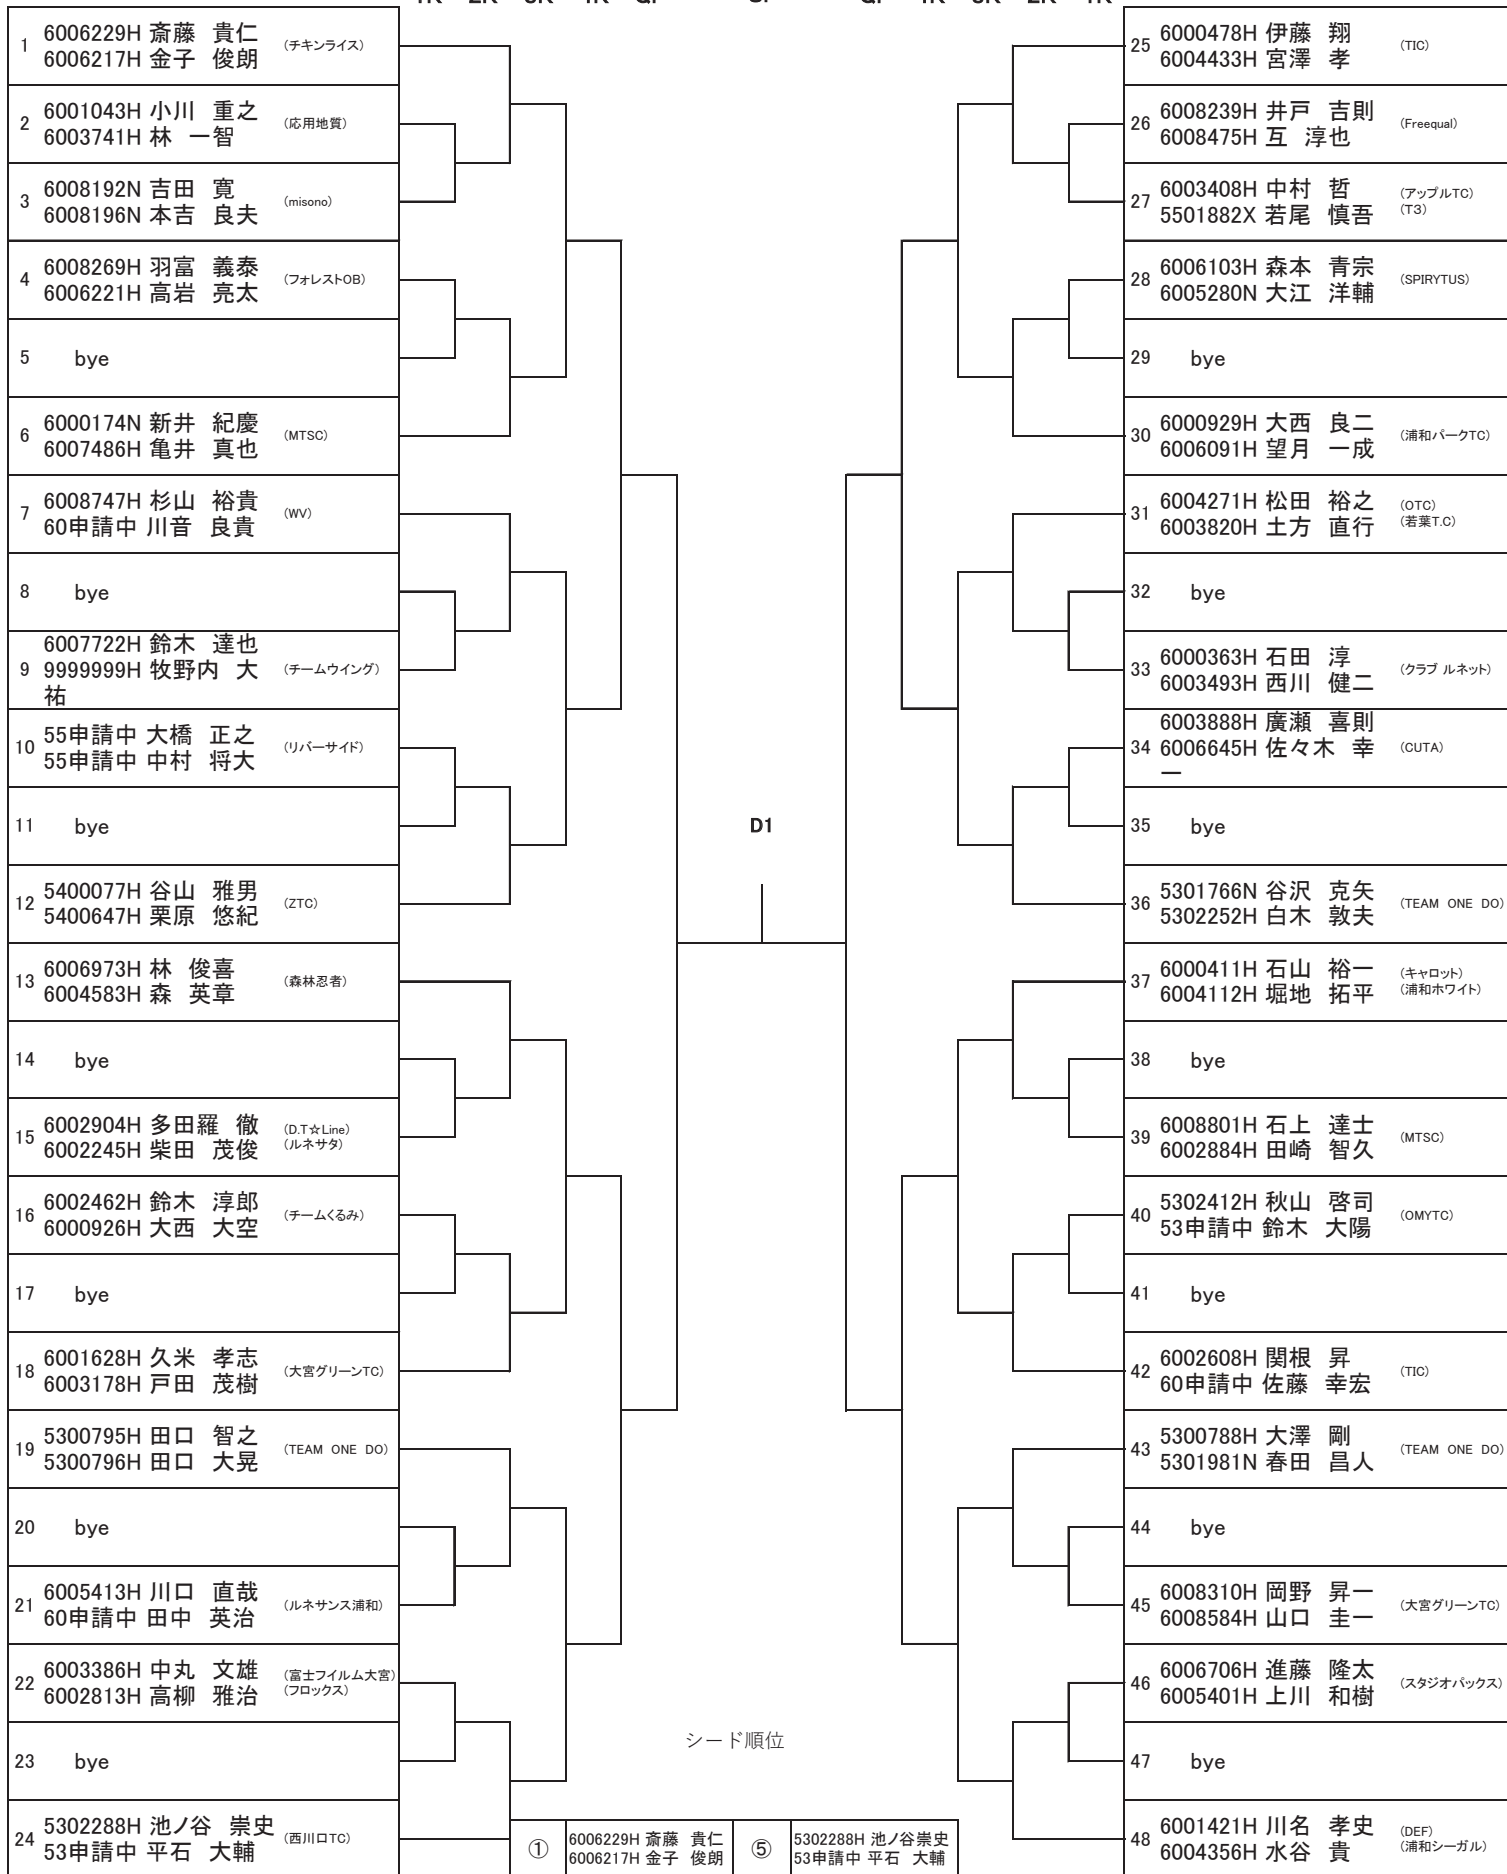 1 6006229H 斎藤 貴仁 (チキンライス)
6006217H 金子 俊朗
2 6001043H 小川 重之 (応用地質)
6003741H 林 一智
3 6008192N 吉田 寛 (misono)
6008196N 本吉 良夫
4 6008269H 羽富 義泰 (フォレストOB)
6006221H 高岩 亮太
5 bye
6 6000174N 新井 紀慶 (MTSC)
6007486H 亀井 真也
7 6008747H 杉山 裕貴 (WV)
60申請中 川音 良貴
8 bye
6007722H 鈴木 達也
9 9999999H 牧野内 大 (チームウイング)
祐
10 55申請中 大橋 正之 (リバーサイド)
55申請中 中村 将大
11 bye
12 5400077H 谷山 雅男 (ZTC)
5400647H 栗原 悠紀
13 6006973H 林 俊喜 (森林忍者)
6004583H 森 英章
14 bye
15 6002904H 多田羅 徹 (D.T☆Line)
6002245H 柴田 茂俊 (ルネサタ)
16 6002462H 鈴木 淳郎 (チームくるみ)
6000926H 大西 大空
17 bye
18 6001628H 久米 孝志 (大宮グリーンTC)
6003178H 戸田 茂樹
19 5300795H 田口 智之 (TEAM ONE DO)
5300796H 田口 大晃
20 bye
21 6005413H 川口 直哉 (ルネサンス浦和)
60申請中 田中 英治
22 6003386H 中丸 文雄 (富士フイルム大宮)
6002813H 高柳 雅治 (フロックス)
23 bye
24 5302288H 池ノ谷 崇史 (西川口TC)
53申請中 平石 大輔
D1
シード順位
① 6006229H 斎藤 貴仁 ⑤ 5302288H 池ノ谷崇史
6006217H 金子 俊朗 53申請中 平石 大輔
25 6000478H 伊藤 翔 (TIC)
6004433H 宮澤 孝
26 6008239H 井戸 吉則 (Freequal)
6008475H 互 淳也
27 6003408H 中村 哲 (アップルTC)
5501882X 若尾 慎吾 (T3)
28 6006103H 森本 青宗 (SPIRYTUS)
6005280N 大江 洋輔
29 bye
30 6000929H 大西 良二 (浦和パークTC)
6006091H 望月 一成
31 6004271H 松田 裕之 (OTC)
6003820H 土方 直行 (若葉T.C)
32 bye
33 6000363H 石田 淳 (クラブ ルネット)
6003493H 西川 健二
6003888H 廣瀬 喜則
34 6006645H 佐々木 幸 (CUTA)
一
35 bye
36 5301766N 谷沢 克矢 (TEAM ONE DO)
5302252H 白木 敦夫
37 6000411H 石山 裕一 (キャロット)
6004112H 堀地 拓平 (浦和ホワイト)
38 bye
39 6008801H 石上 達士 (MTSC)
6002884H 田崎 智久
40 5302412H 秋山 啓司 (OMYTC)
53申請中 鈴木 大陽
41 bye
42 6002608H 関根 昇 (TIC)
60申請中 佐藤 幸宏
43 5300788H 大澤 剛 (TEAM ONE DO)
5301981N 春田 昌人
44 bye
45 6008310H 岡野 昇一 (大宮グリーンTC)
6008584H 山口 圭一
46 6006706H 進藤 隆太 (スタジオパックス)
6005401H 上川 和樹
47 bye
48 6001421H 川名 孝史 (DEF)
6004356H 水谷 貴 (浦和シーガル)